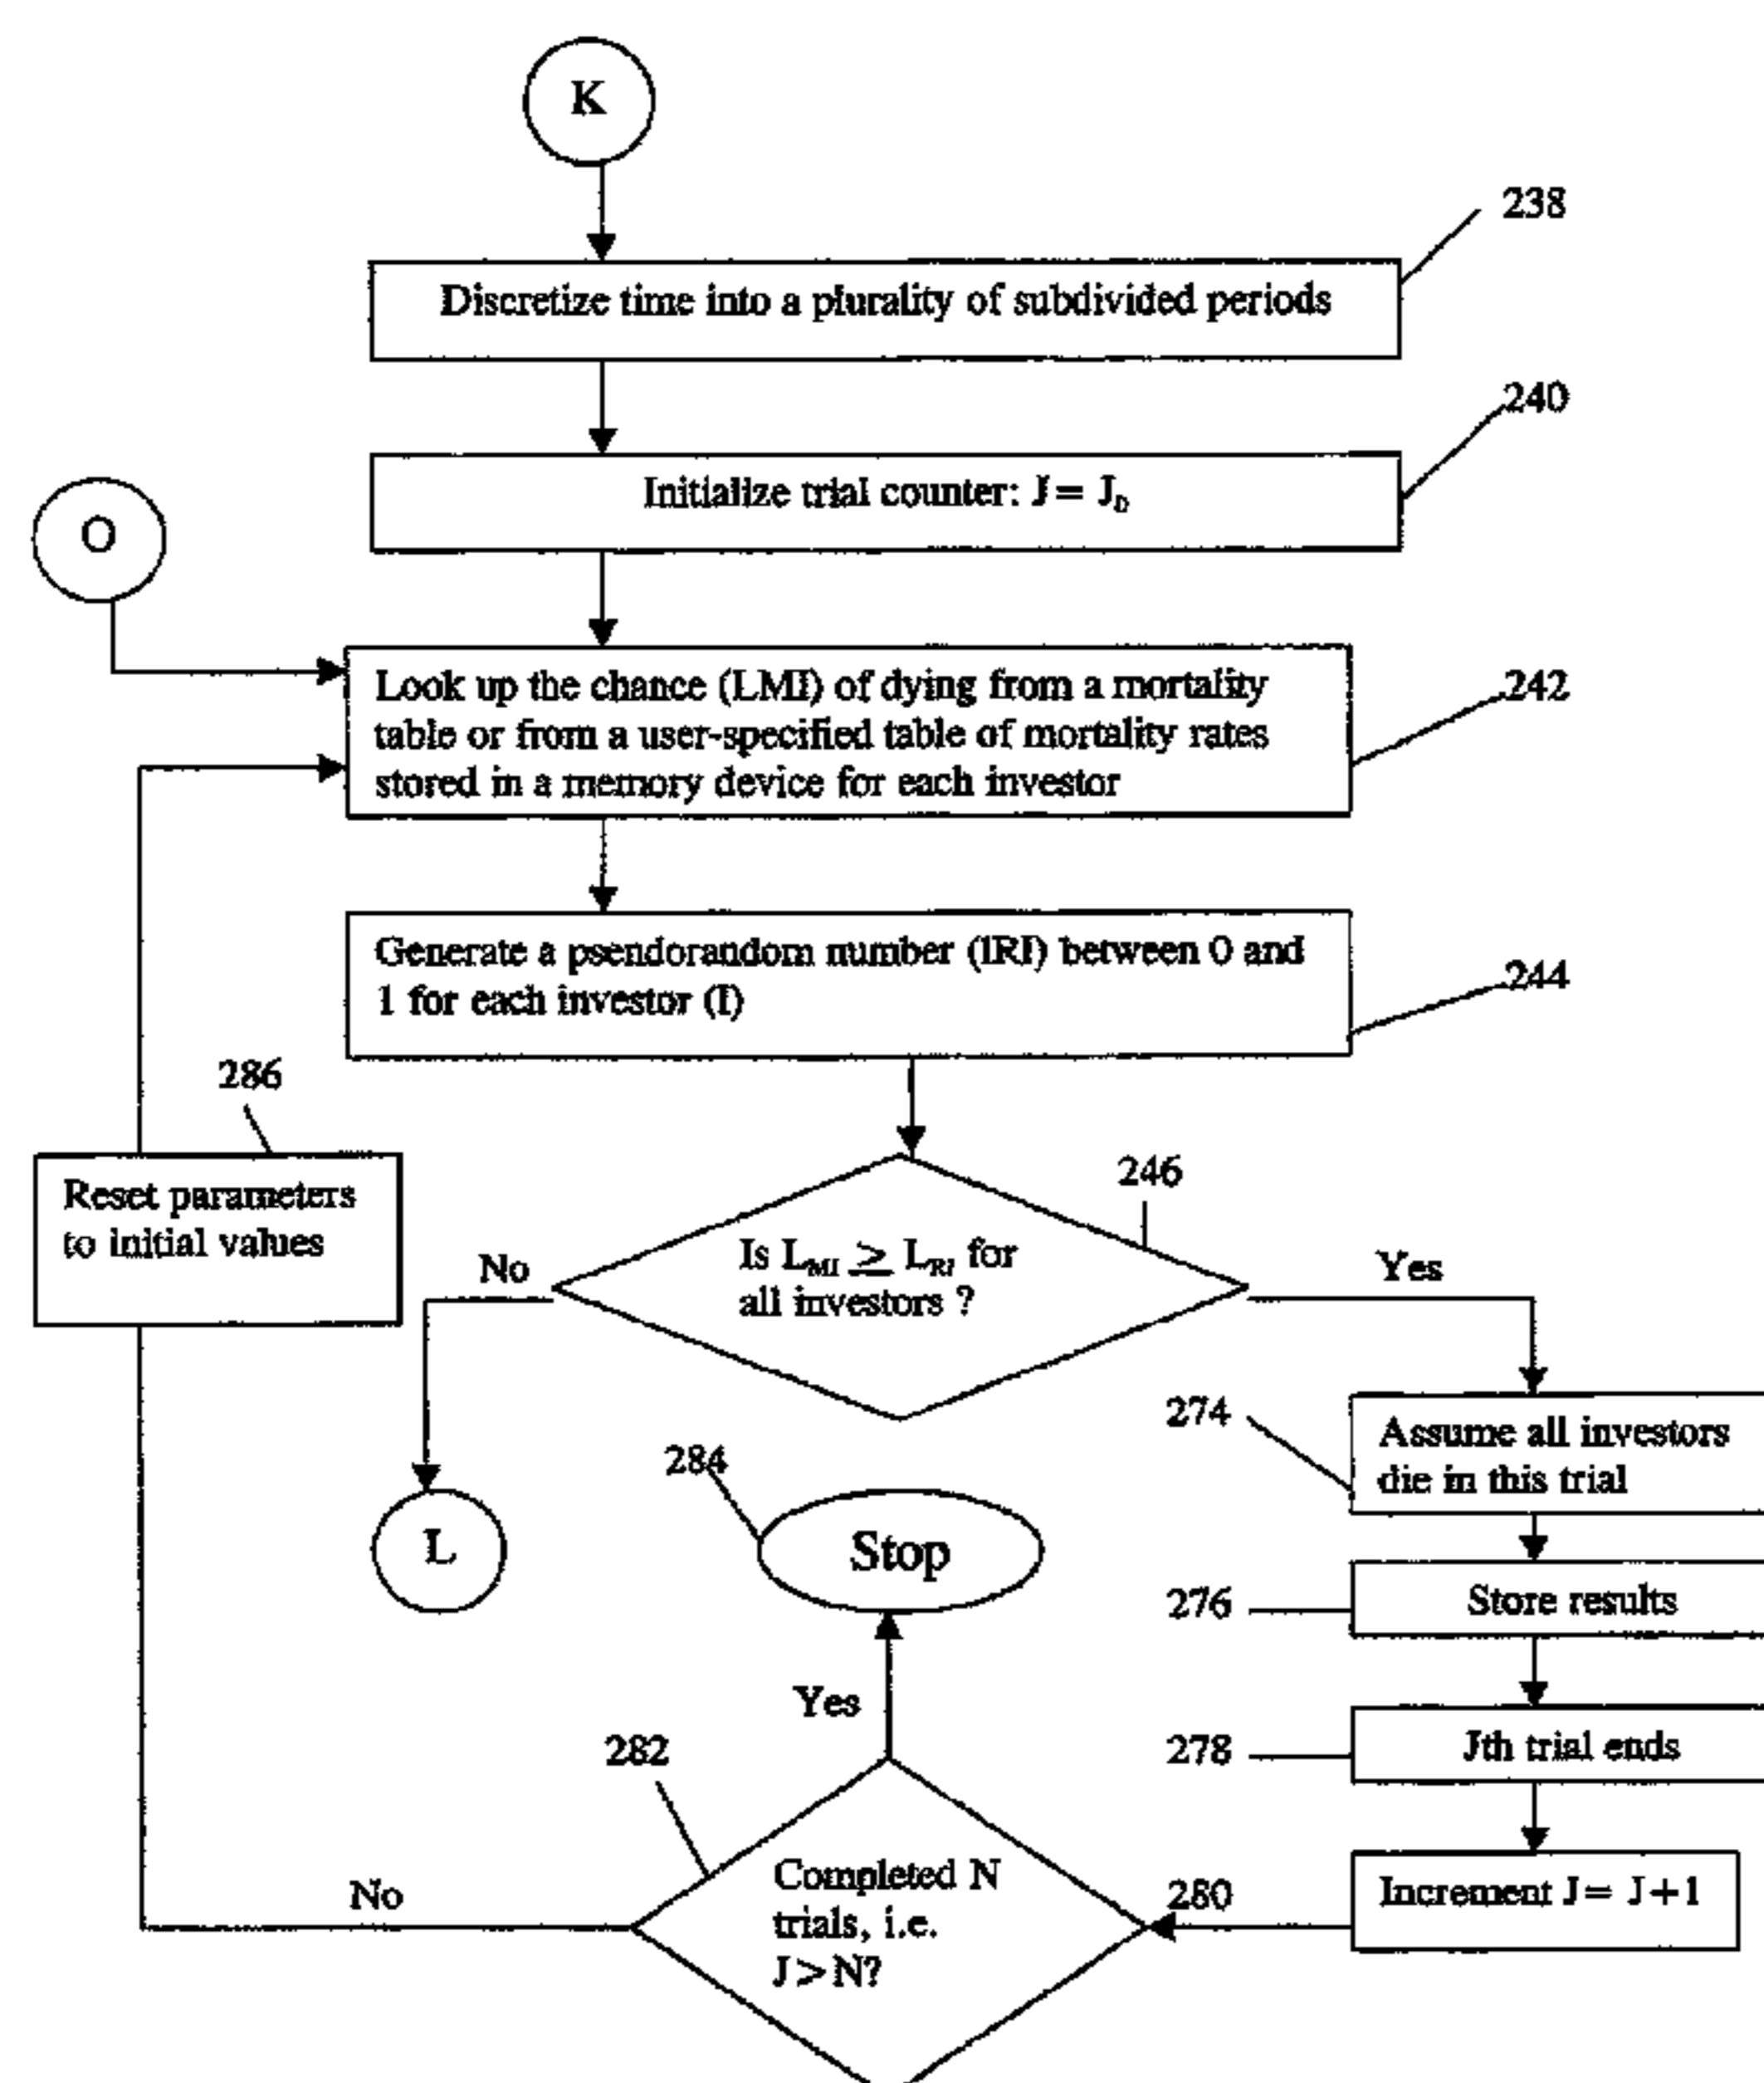 K
238
Discretize time into a plurality of subdivided periods
240
Initialize trial counter: J = J₀
O
Look up the chance (LMI) of dying from a mortality
table or from a user-specified table of mortality rates
stored in a memory device for each investor
242
Generate a psendorandom number (lRI) between 0 and
1 for each investor (I)
244
286
Reset parameters
to initial values
246
Is L_MI ≥ L_RI for
all investors ?
No
Yes
L
284
Stop
274
Assume all investors
die in this trial
276
Store results
Yes
278
Jth trial ends
282
Completed N
trials, i.e.
J > N?
No
280
Increment J = J+1